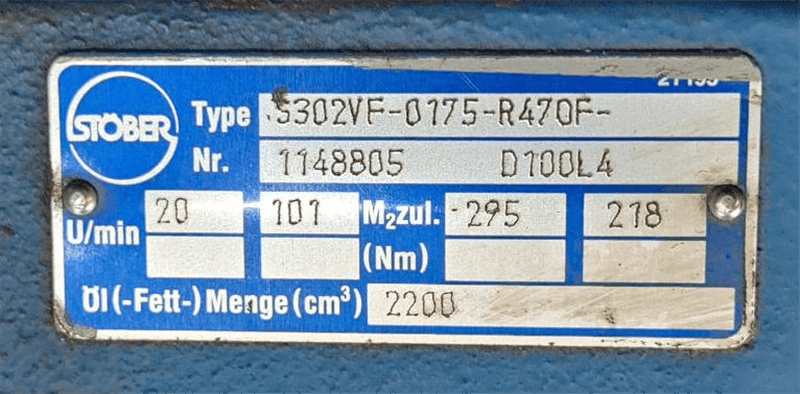 STÖBER
Type S302VF-0175-R470F-
Nr. 1148805 D100L4
U/min 20 101 M₂zul. 295 218
(Nm)
Öl (-Fett-) Menge (cm³) 2200